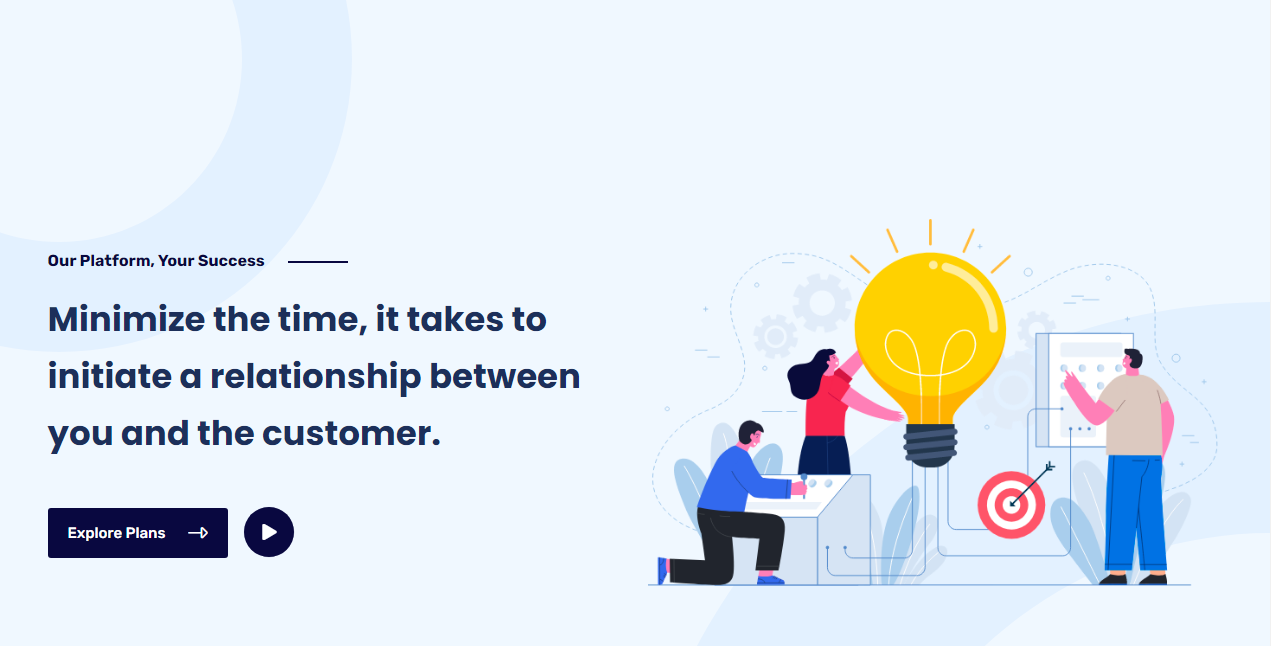 Our Platform, Your Success
Minimize the time, it takes to
initiate a relationship between
you and the customer.
Explore Plans